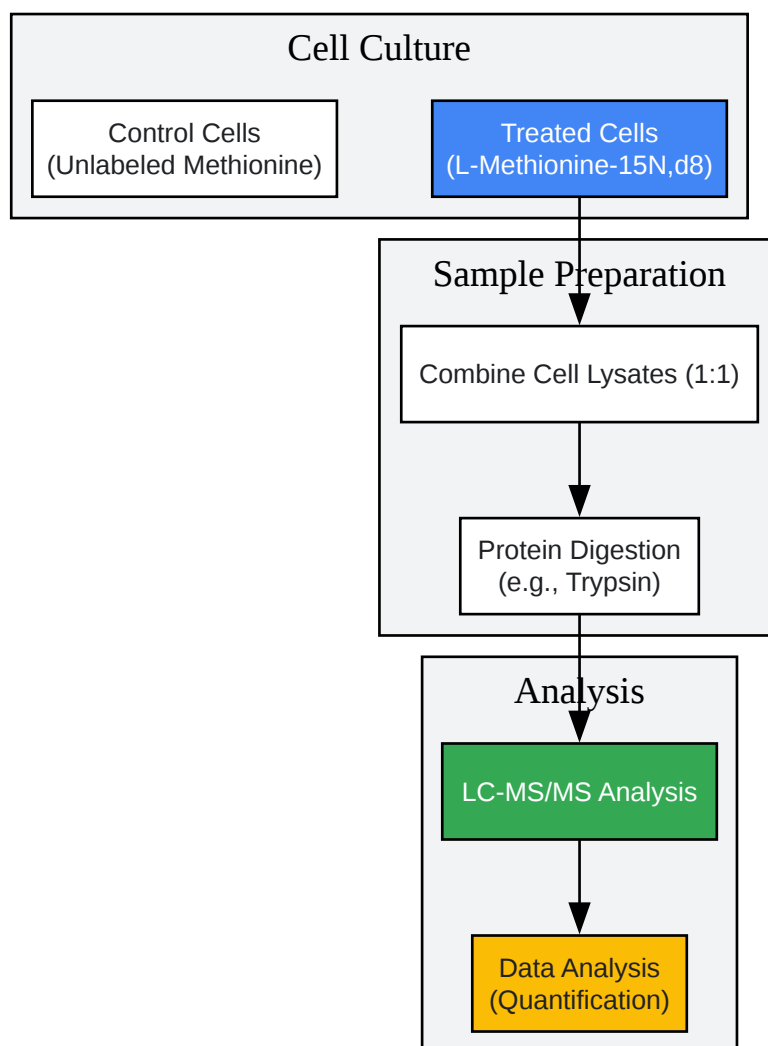 Cell Culture
Control Cells
(Unlabeled Methionine)
Treated Cells
(L-Methionine-15N,d8)
Sample Preparation
Combine Cell Lysates (1:1)
Protein Digestion
(e.g., Trypsin)
Analysis
LC-MS/MS Analysis
Data Analysis
(Quantification)